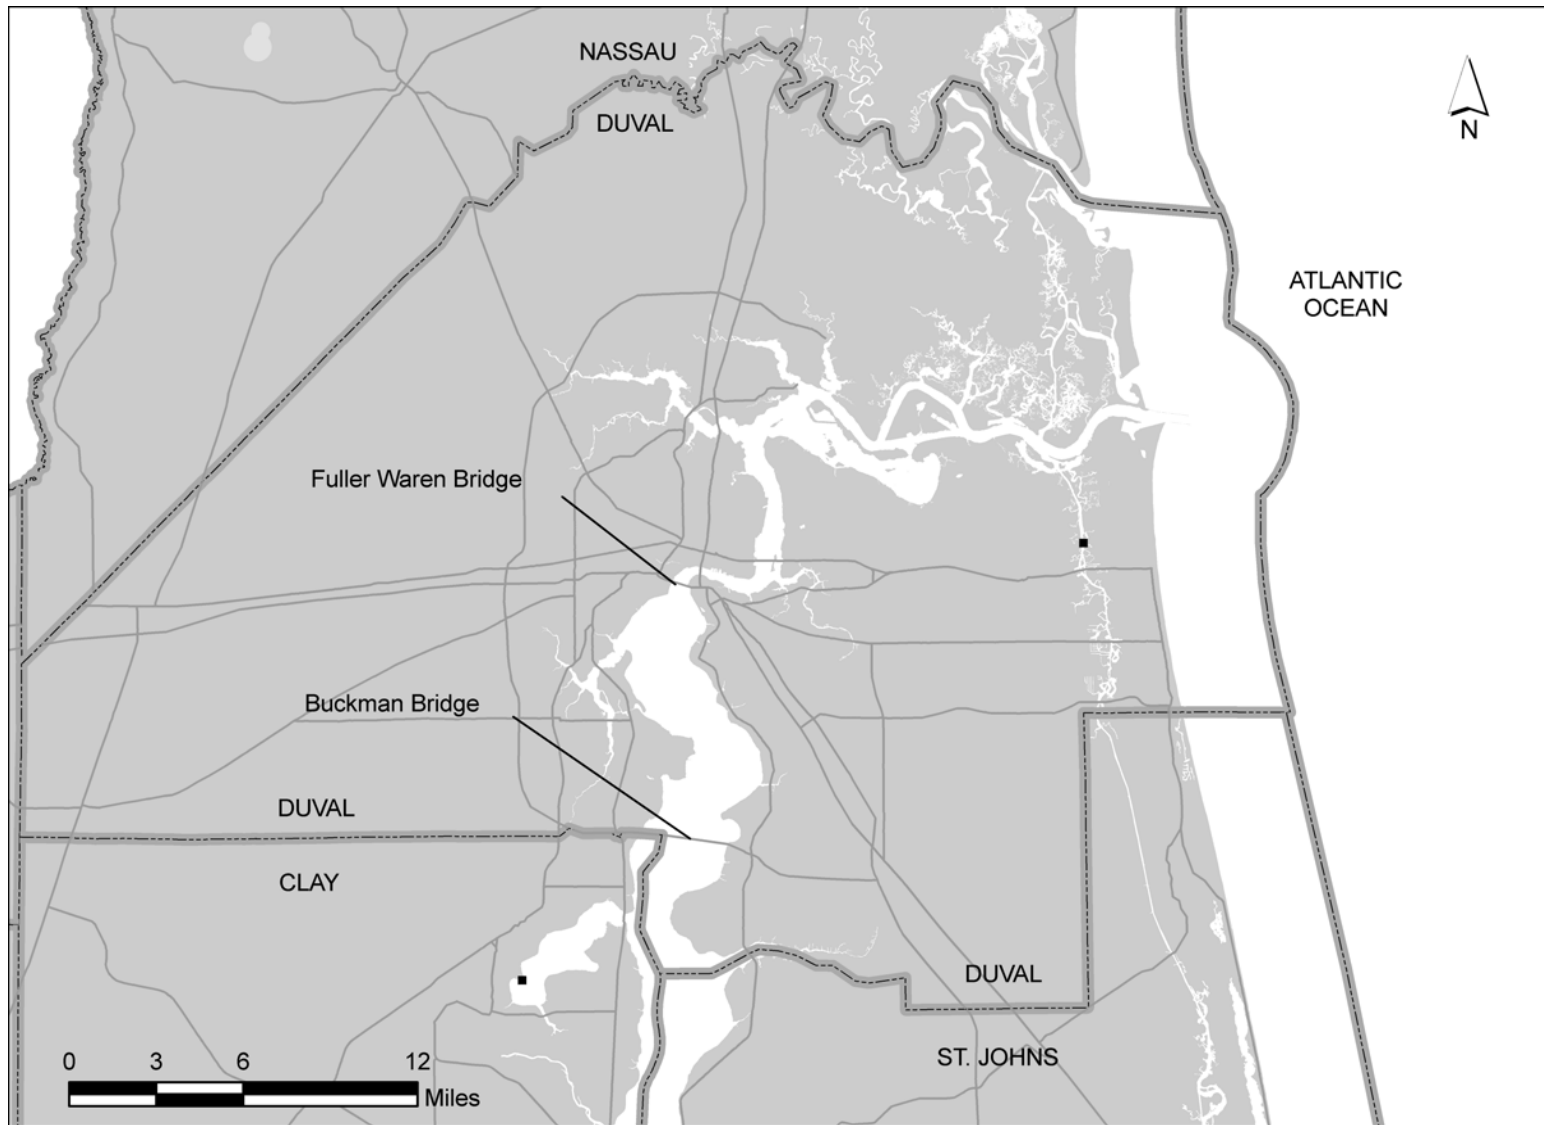 NASSAU
DUVAL
N
ATLANTIC
OCEAN
Fuller Waren Bridge
Buckman Bridge
DUVAL
CLAY
DUVAL
ST. JOHNS
0 3 6 12
Miles